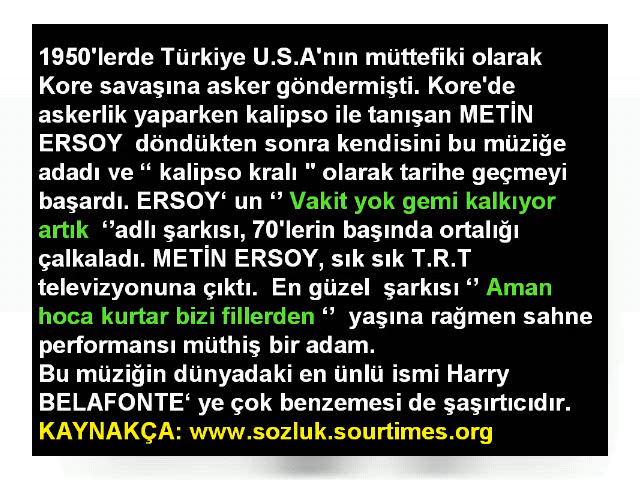 1950'lerde Türkiye U.S.A'nın müttefiki olarak
Kore savaşına asker göndermişti. Kore'de
askerlik yaparken kalipso ile tanışan METİN
ERSOY  döndükten sonra kendisini bu müziğe
adadı ve “ kalipso kralı " olarak tarihe geçmeyi
başardı. ERSOY‘ un ‘’ Vakit yok gemi kalkıyor
artık  ‘’adlı şarkısı, 70'lerin başında ortalığı
çalkaladı. METİN ERSOY, sık sık T.R.T
televizyonuna çıktı.  En güzel  şarkısı ‘’ Aman
hoca kurtar bizi fillerden ‘’  yaşına rağmen sahne
performansı müthiş bir adam.
Bu müziğin dünyadaki en ünlü ismi Harry
BELAFONTE‘ ye çok benzemesi de şaşırtıcıdır.
KAYNAKÇA: www.sozluk.sourtimes.org